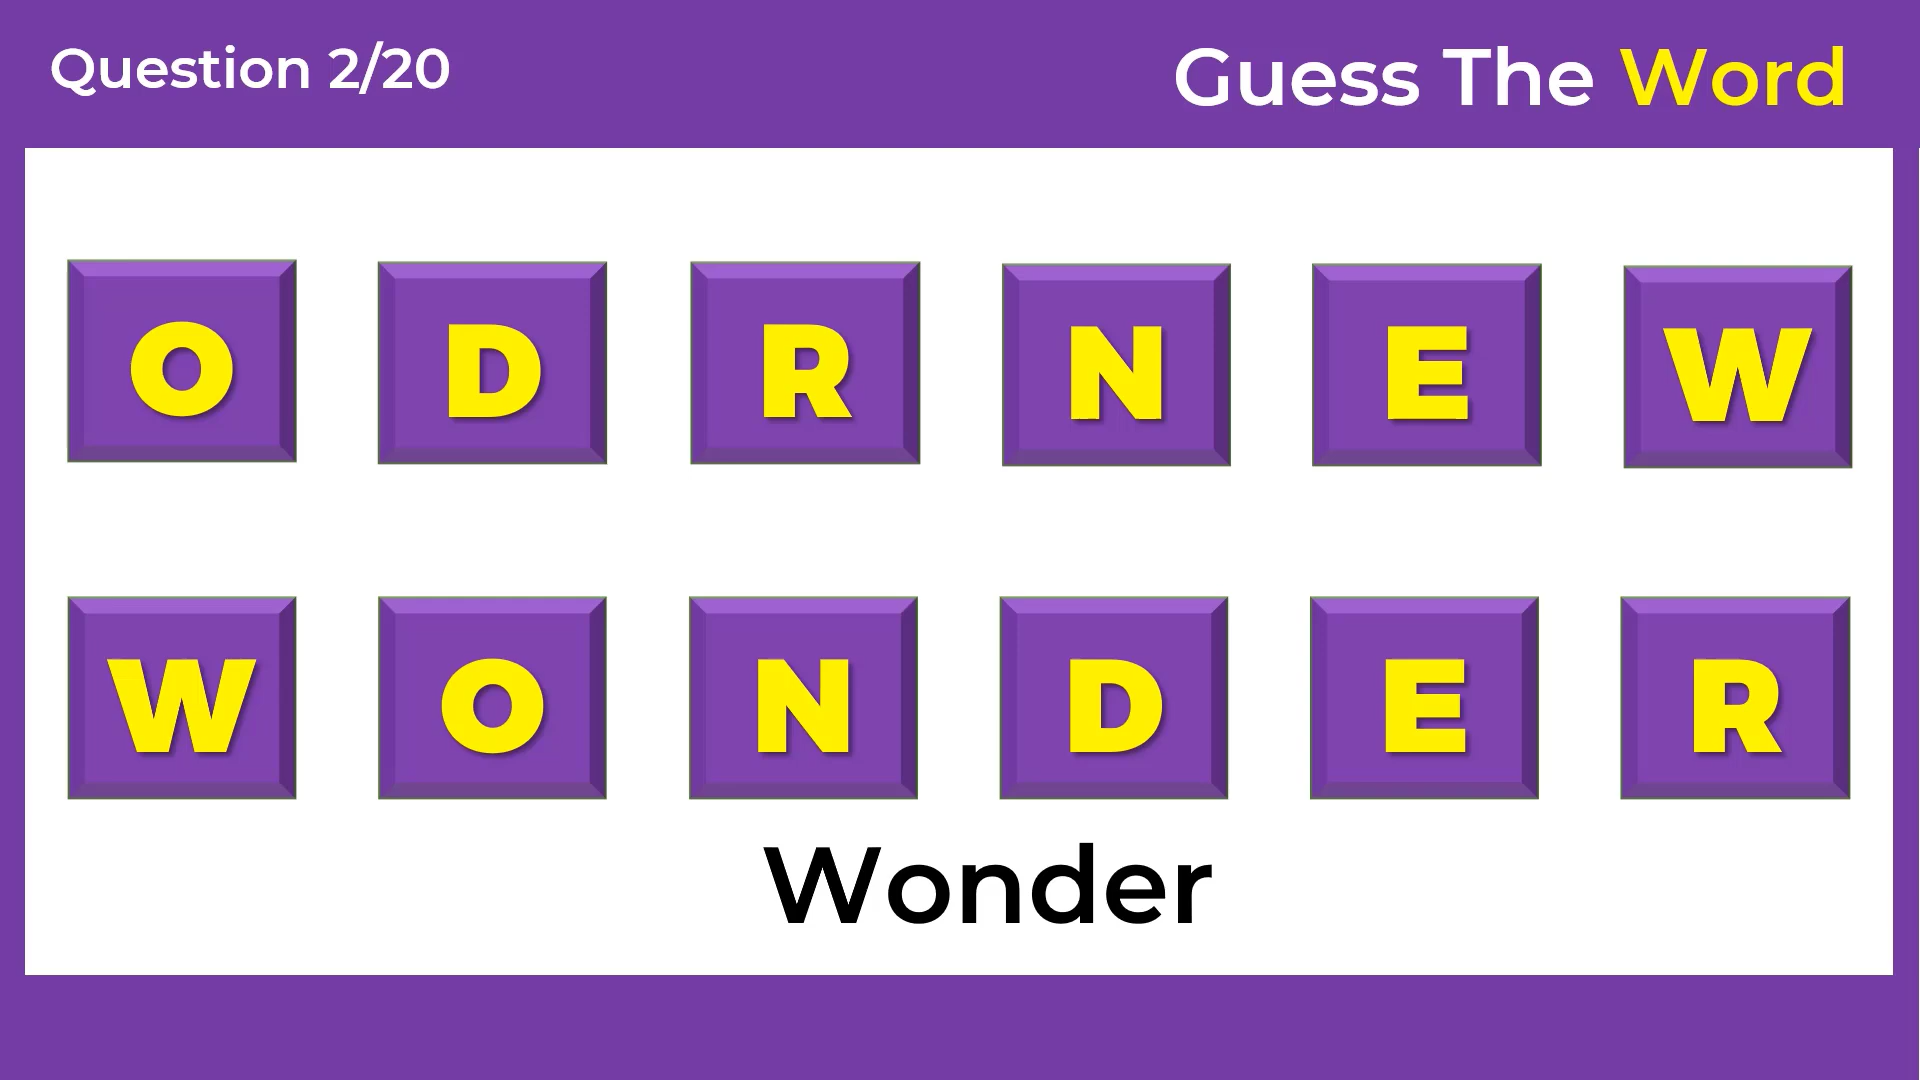 Question 2/20
Guess The Word
O D R N E W
W O N D E R
Wonder